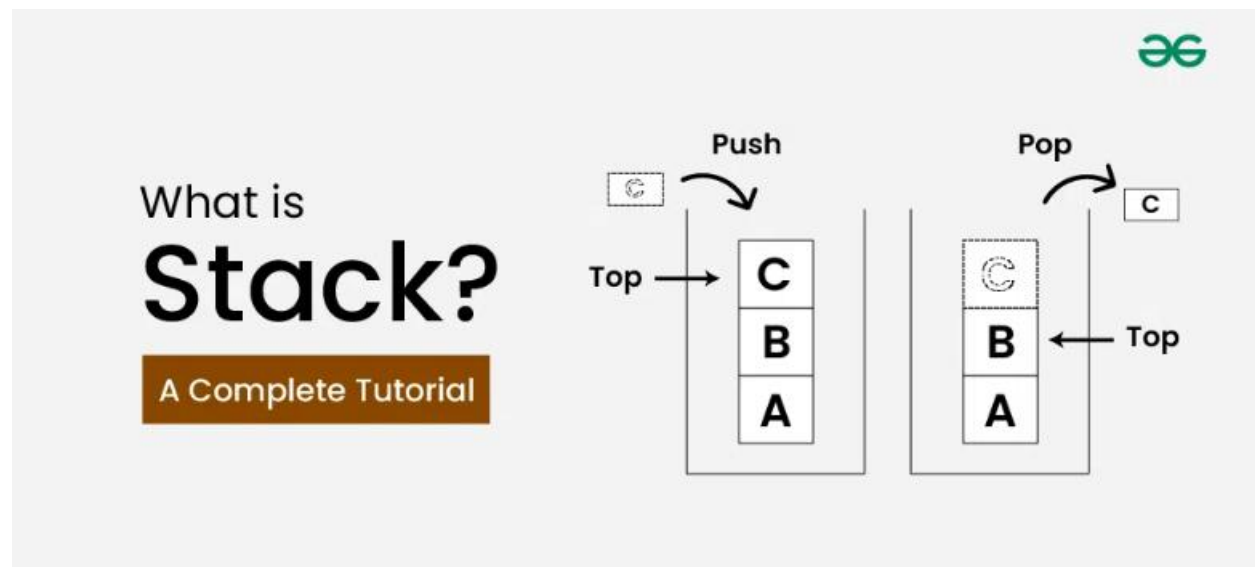 What is
Stack?
A Complete Tutorial
Push
C
Top
C
B
A
Pop
C
C
B
Top
A